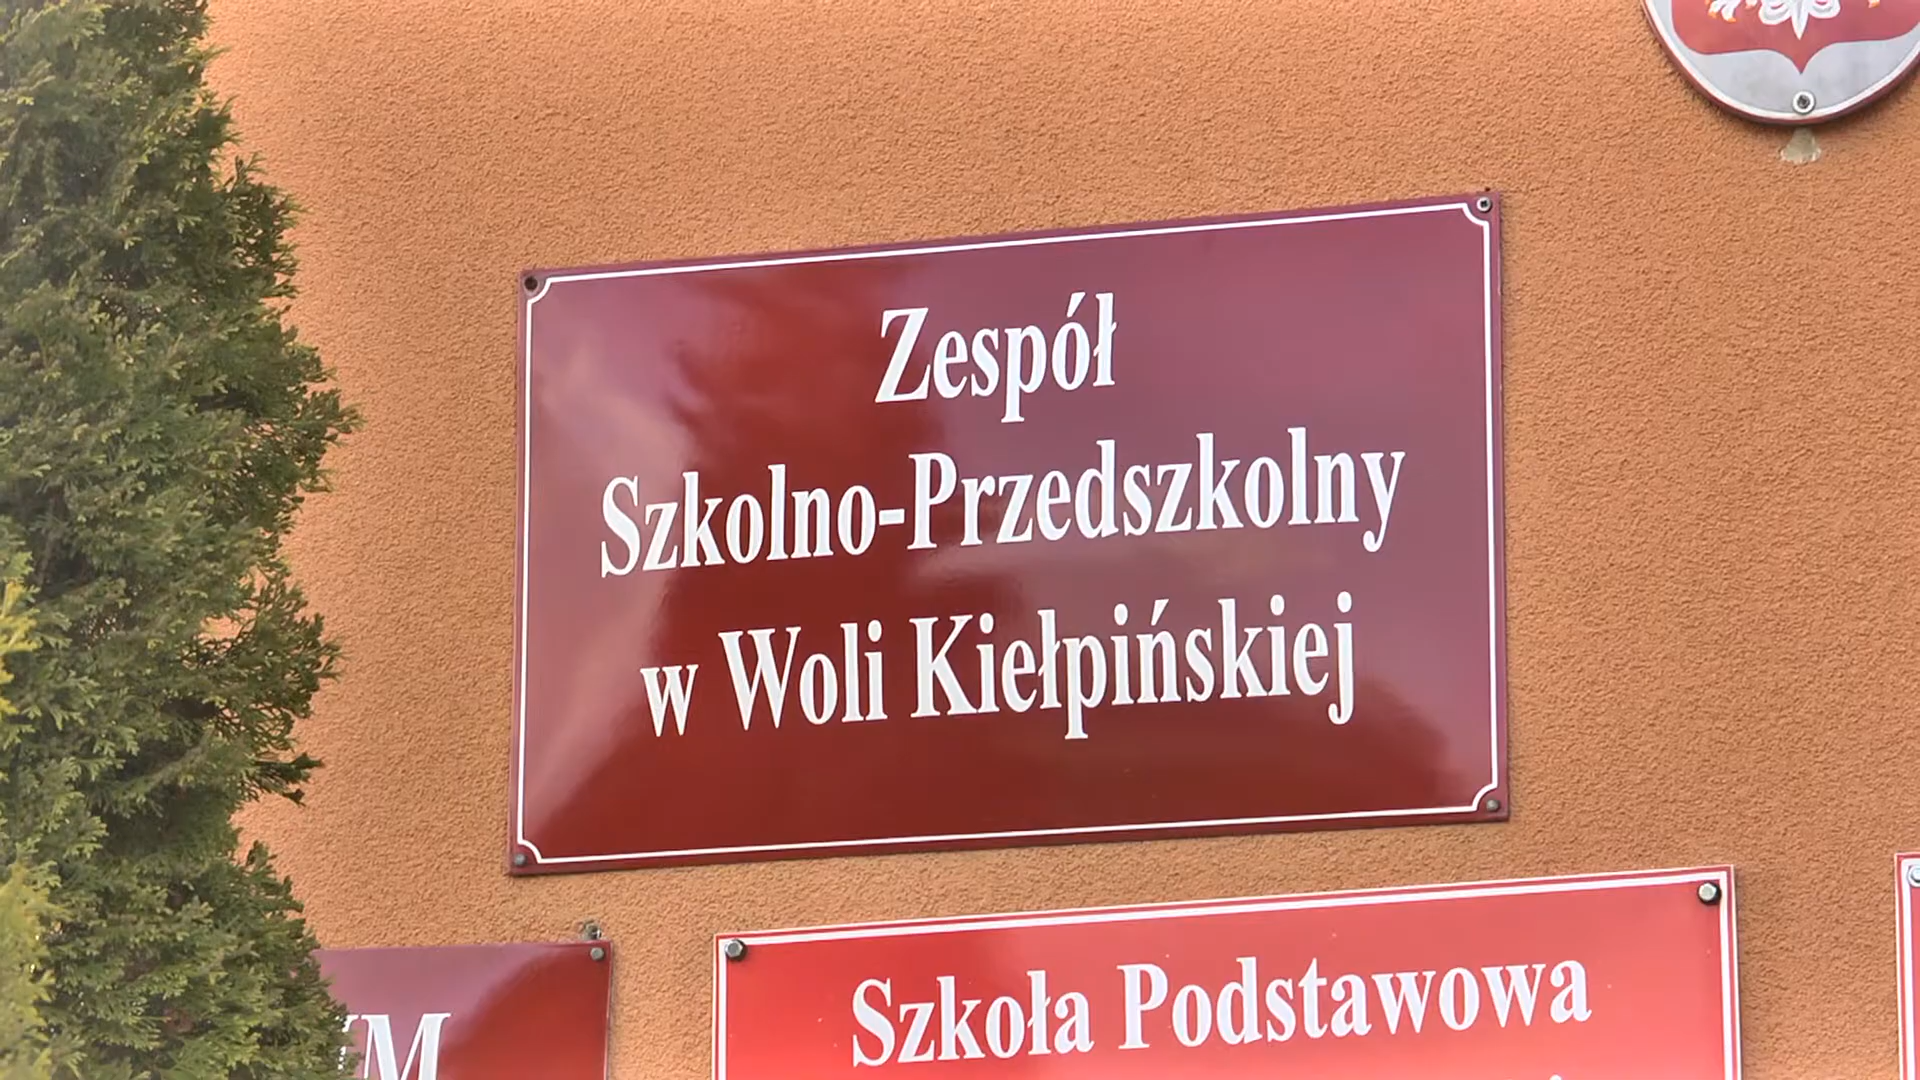 Zespół
Szkolno-Przedszkolny
w Woli Kiełpińskiej
Szkoła Podstawowa